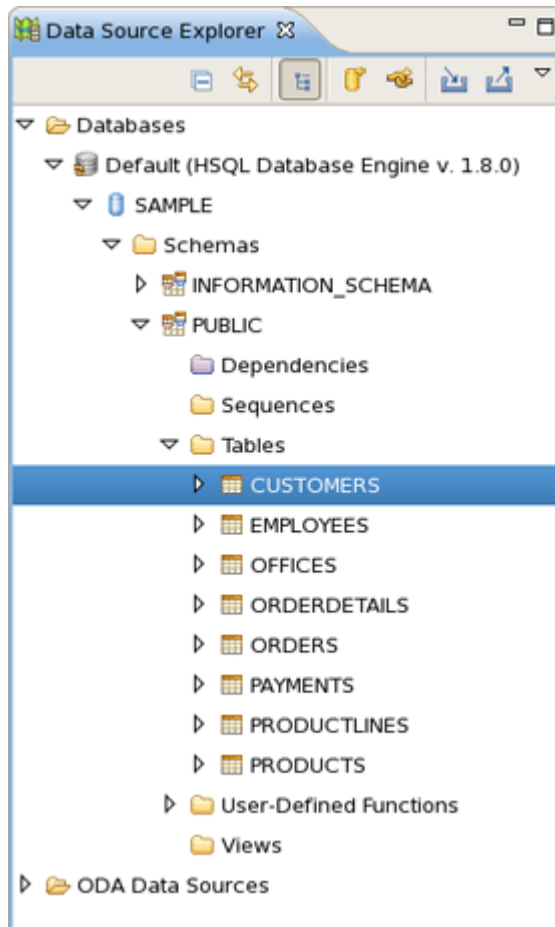 Data Source Explorer
Databases
Default (HSQL Database Engine v. 1.8.0)
SAMPLE
Schemas
INFORMATION_SCHEMA
PUBLIC
Dependencies
Sequences
Tables
CUSTOMERS
EMPLOYEES
OFFICES
ORDERDETAILS
ORDERS
PAYMENTS
PRODUCTLINES
PRODUCTS
User-Defined Functions
Views
ODA Data Sources